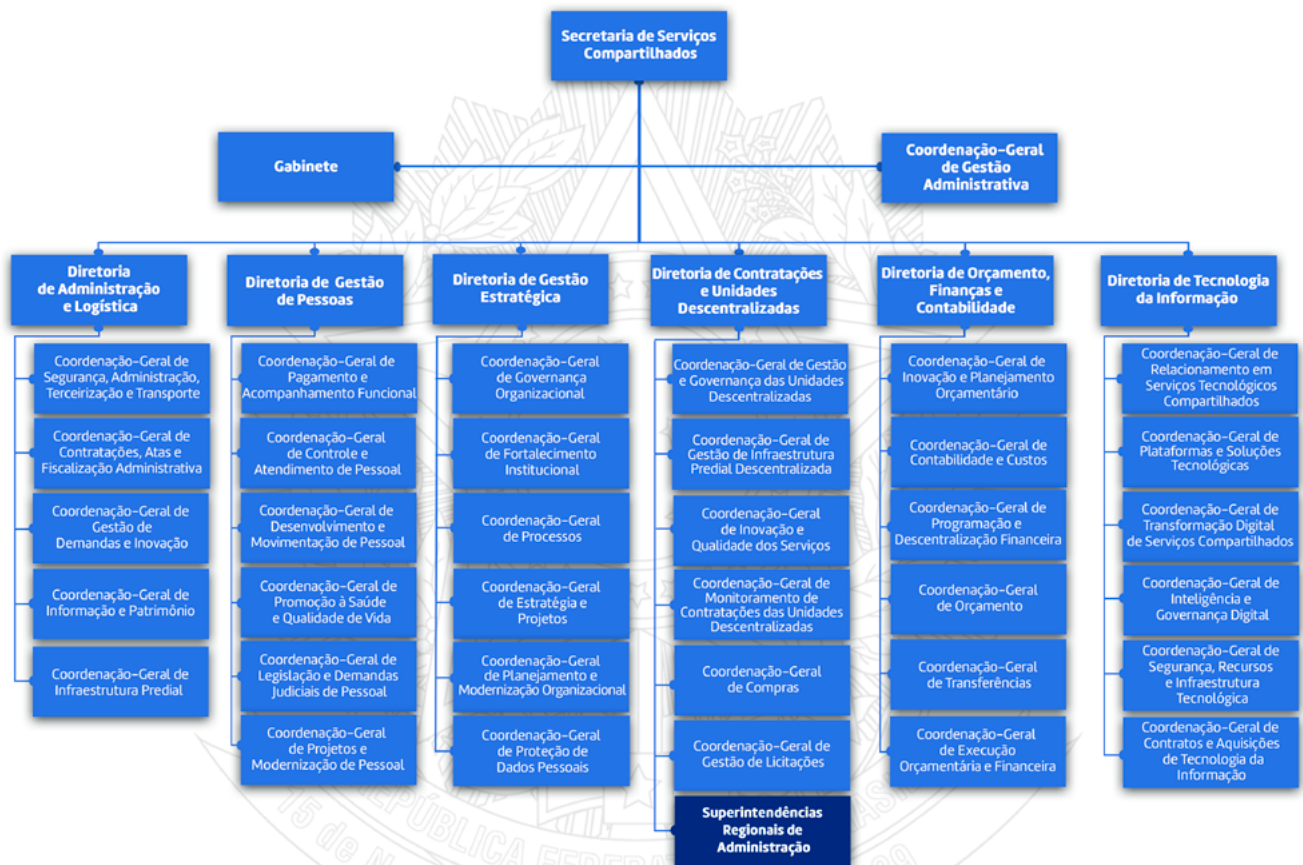 Secretaria de Serviços
Compartilhados
Gabinete
Coordenação-Geral
de Gestão
Administrativa
Diretoria
de Administração
e Logística
Coordenação-Geral de
Segurança, Administração,
Terceirização e Transporte
Coordenação-Geral de
Contratações, Atas e
Fiscalização Administrativa
Coordenação-Geral de
Gestão de
Demandas e Inovação
Coordenação-Geral de
Informação e Patrimônio
Coordenação-Geral de
Infraestrutura Predial
Diretoria de Gestão
de Pessoas
Coordenação-Geral de
Pagamento e
Acompanhamento Funcional
Coordenação-Geral
de Controle e
Atendimento de Pessoal
Coordenação-Geral de
Desenvolvimento e
Movimentação de Pessoal
Coordenação-Geral de
Promoção à Saúde
e Qualidade de Vida
Coordenação-Geral de
Legislação e Demandas
Judiciais de Pessoal
Coordenação-Geral
de Projetos e
Modernização de Pessoal
Diretoria de Gestão
Estratégica
Coordenação-Geral
de Governança
Organizacional
Coordenação-Geral
de Fortalecimento
Institucional
Coordenação-Geral
de Processos
Coordenação-Geral
de Estratégia e
Projetos
Coordenação-Geral
de Planejamento e
Modernização Organizacional
Coordenação-Geral
de Proteção de
Dados Pessoais
Diretoria de Contratações
e Unidades
Descentralizadas
Coordenação-Geral de Gestão
e Governança das Unidades
Descentralizadas
Coordenação-Geral de
Gestão de Infraestrutura
Predial Descentralizada
Coordenação-Geral
de Inovação e
Qualidade dos Serviços
Coordenação-Geral de
Monitoramento de
Contratações das Unidades
Descentralizadas
Coordenação-Geral
de Compras
Coordenação-Geral de
Gestão de Licitações
Superintendências
Regionais de
Administração
Diretoria de Orçamento,
Finanças e
Contabilidade
Coordenação-Geral de
Inovação e Planejamento
Orçamentário
Coordenação-Geral de
Contabilidade e Custos
Coordenação-Geral de
Programação e
Descentralização Financeira
Coordenação-Geral
de Orçamento
Coordenação-Geral
de Transferências
Coordenação-Geral
de Execução
Orçamentária e Financeira
Diretoria de Tecnologia
da Informação
Coordenação-Geral de
Relacionamento em
Serviços Tecnológicos
Compartilhados
Coordenação-Geral de
Plataformas e Soluções
Tecnológicas
Coordenação-Geral de
Transformação Digital
de Serviços Compartilhados
Coordenação-Geral de
Inteligência e
Governança Digital
Coordenação-Geral de
Segurança, Recursos
e Infraestrutura
Tecnológica
Coordenação-Geral de
Contratos e Aquisições
de Tecnologia da
Informação
REPÚBLICA
15 de